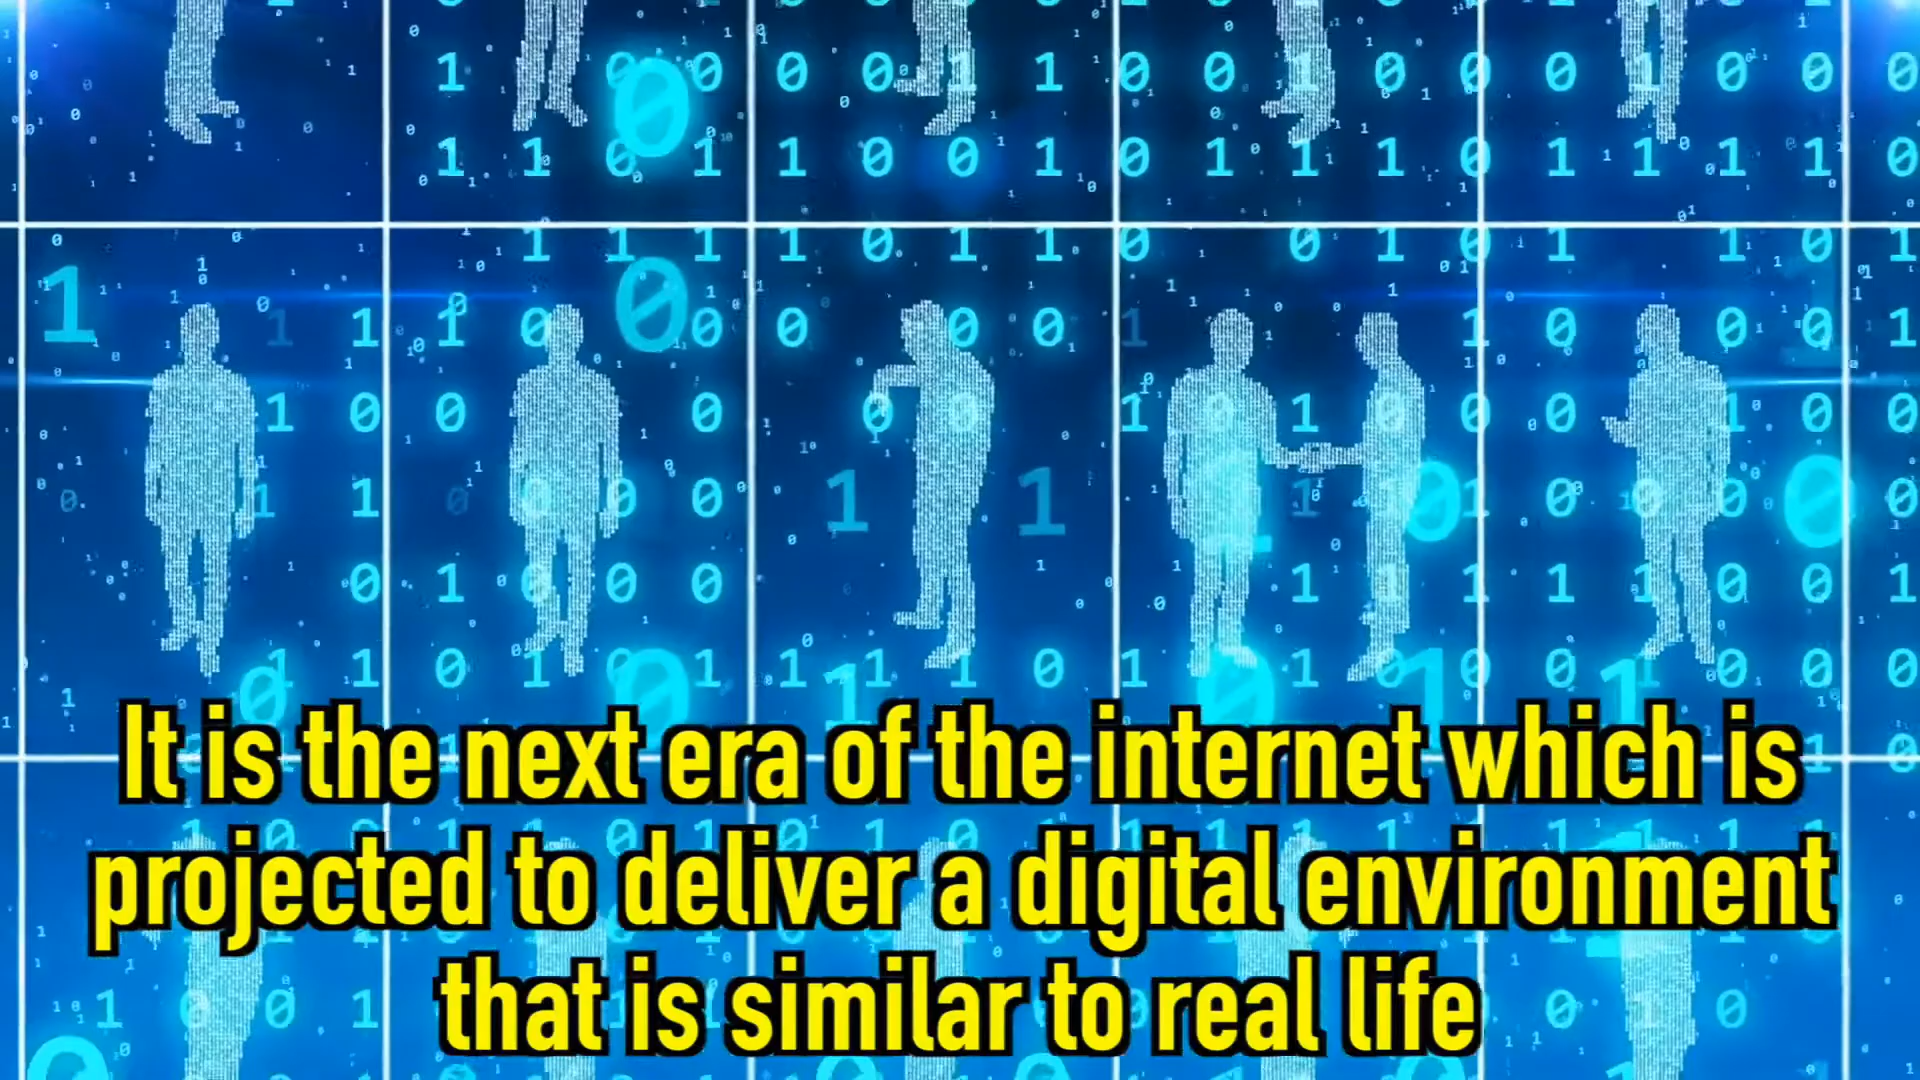 It is the next era of the internet which is
projected to deliver a digital environment
that is similar to real life